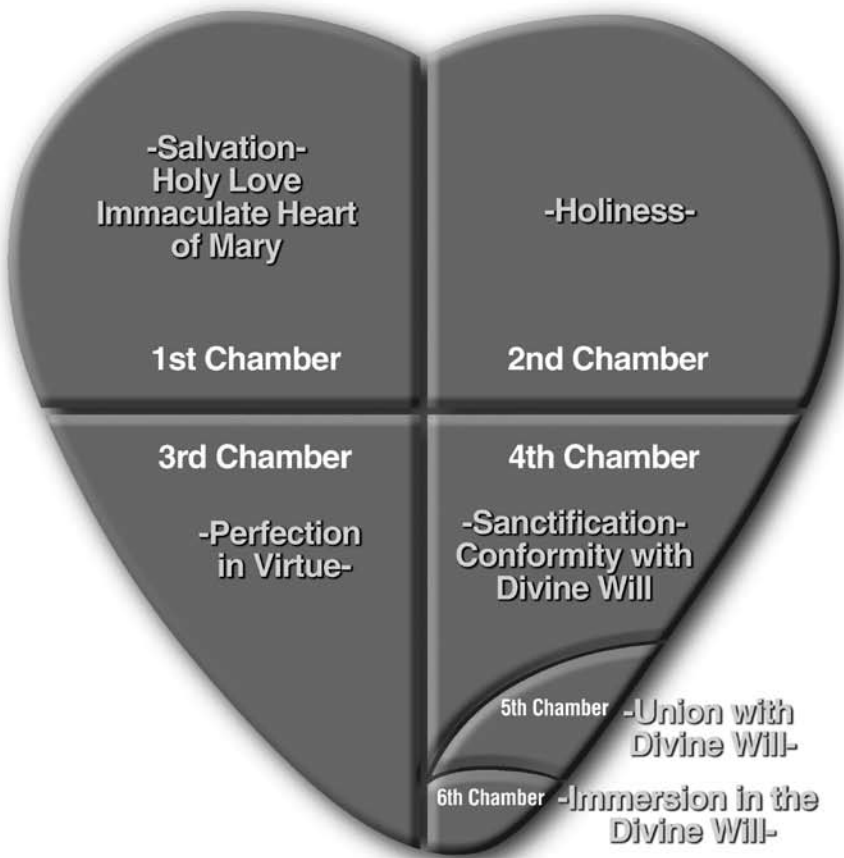 -Salvation-
Holy Love
Immaculate Heart
of Mary
1st Chamber
-Holiness-
2nd Chamber
3rd Chamber
-Perfection
in Virtue-
4th Chamber
-Sanctification-
Conformity with
Divine Will
5th Chamber
-Union with
Divine Will-
6th Chamber
-Immersion in the
Divine Will-